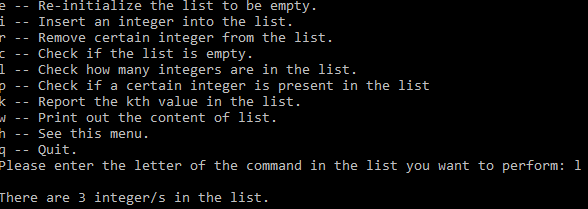 e -- Re-initialize the list to be empty.
i -- Insert an integer into the list.
r -- Remove certain integer from the list.
c -- Check if the list is empty.
l -- Check how many integers are in the list.
p -- Check if a certain integer is present in the list
k -- Report the kth value in the list.
w -- Print out the content of list.
h -- See this menu.
q -- Quit.
Please enter the letter of the command in the list you want to perform: l
There are 3 integer/s in the list.